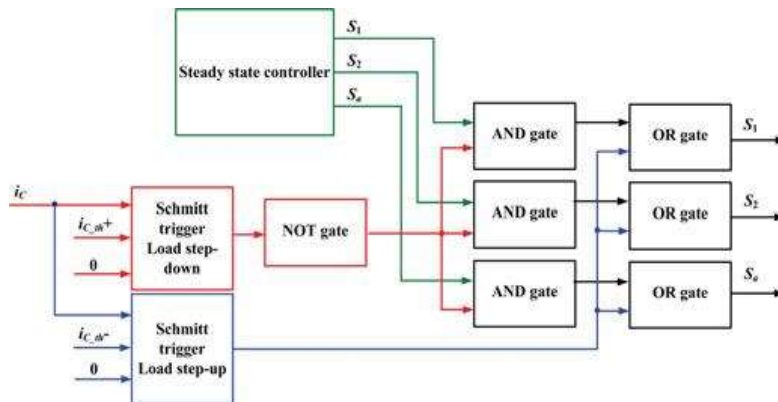 Steady state controller
S1
S2
Sa
AND gate
OR gate
S1
AND gate
OR gate
S2
AND gate
OR gate
Sa
iC
iC_th+
0
Schmitt
trigger
Load step-
down
NOT gate
iC_th-
0
Schmitt
trigger
Load step-up